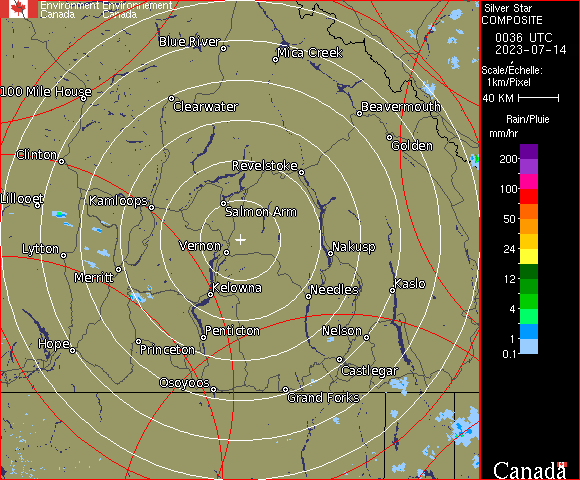 Environment Environnement
Canada Canada
Silver Star
COMPOSITE
0036 UTC
2023-07-14
Scale/Echelle:
1km/Pixel
40 KM
Rain/Pluie
mm/hr
200
100
50
24
12
8
4
1
0.1
Blue River
Mica Creek
100 Mile House
Clearwater
Beavermouth
Golden
Clinton
Revelstoke
Lillooet
Kamloops
Salmon Arm
Lytton
Vernon
Nakusp
Merritt
Kelowna
Needles
Kaslo
Hope
Penticton
Nelson
Princeton
Castlegar
Osoyoos
Grand Forks
Canada